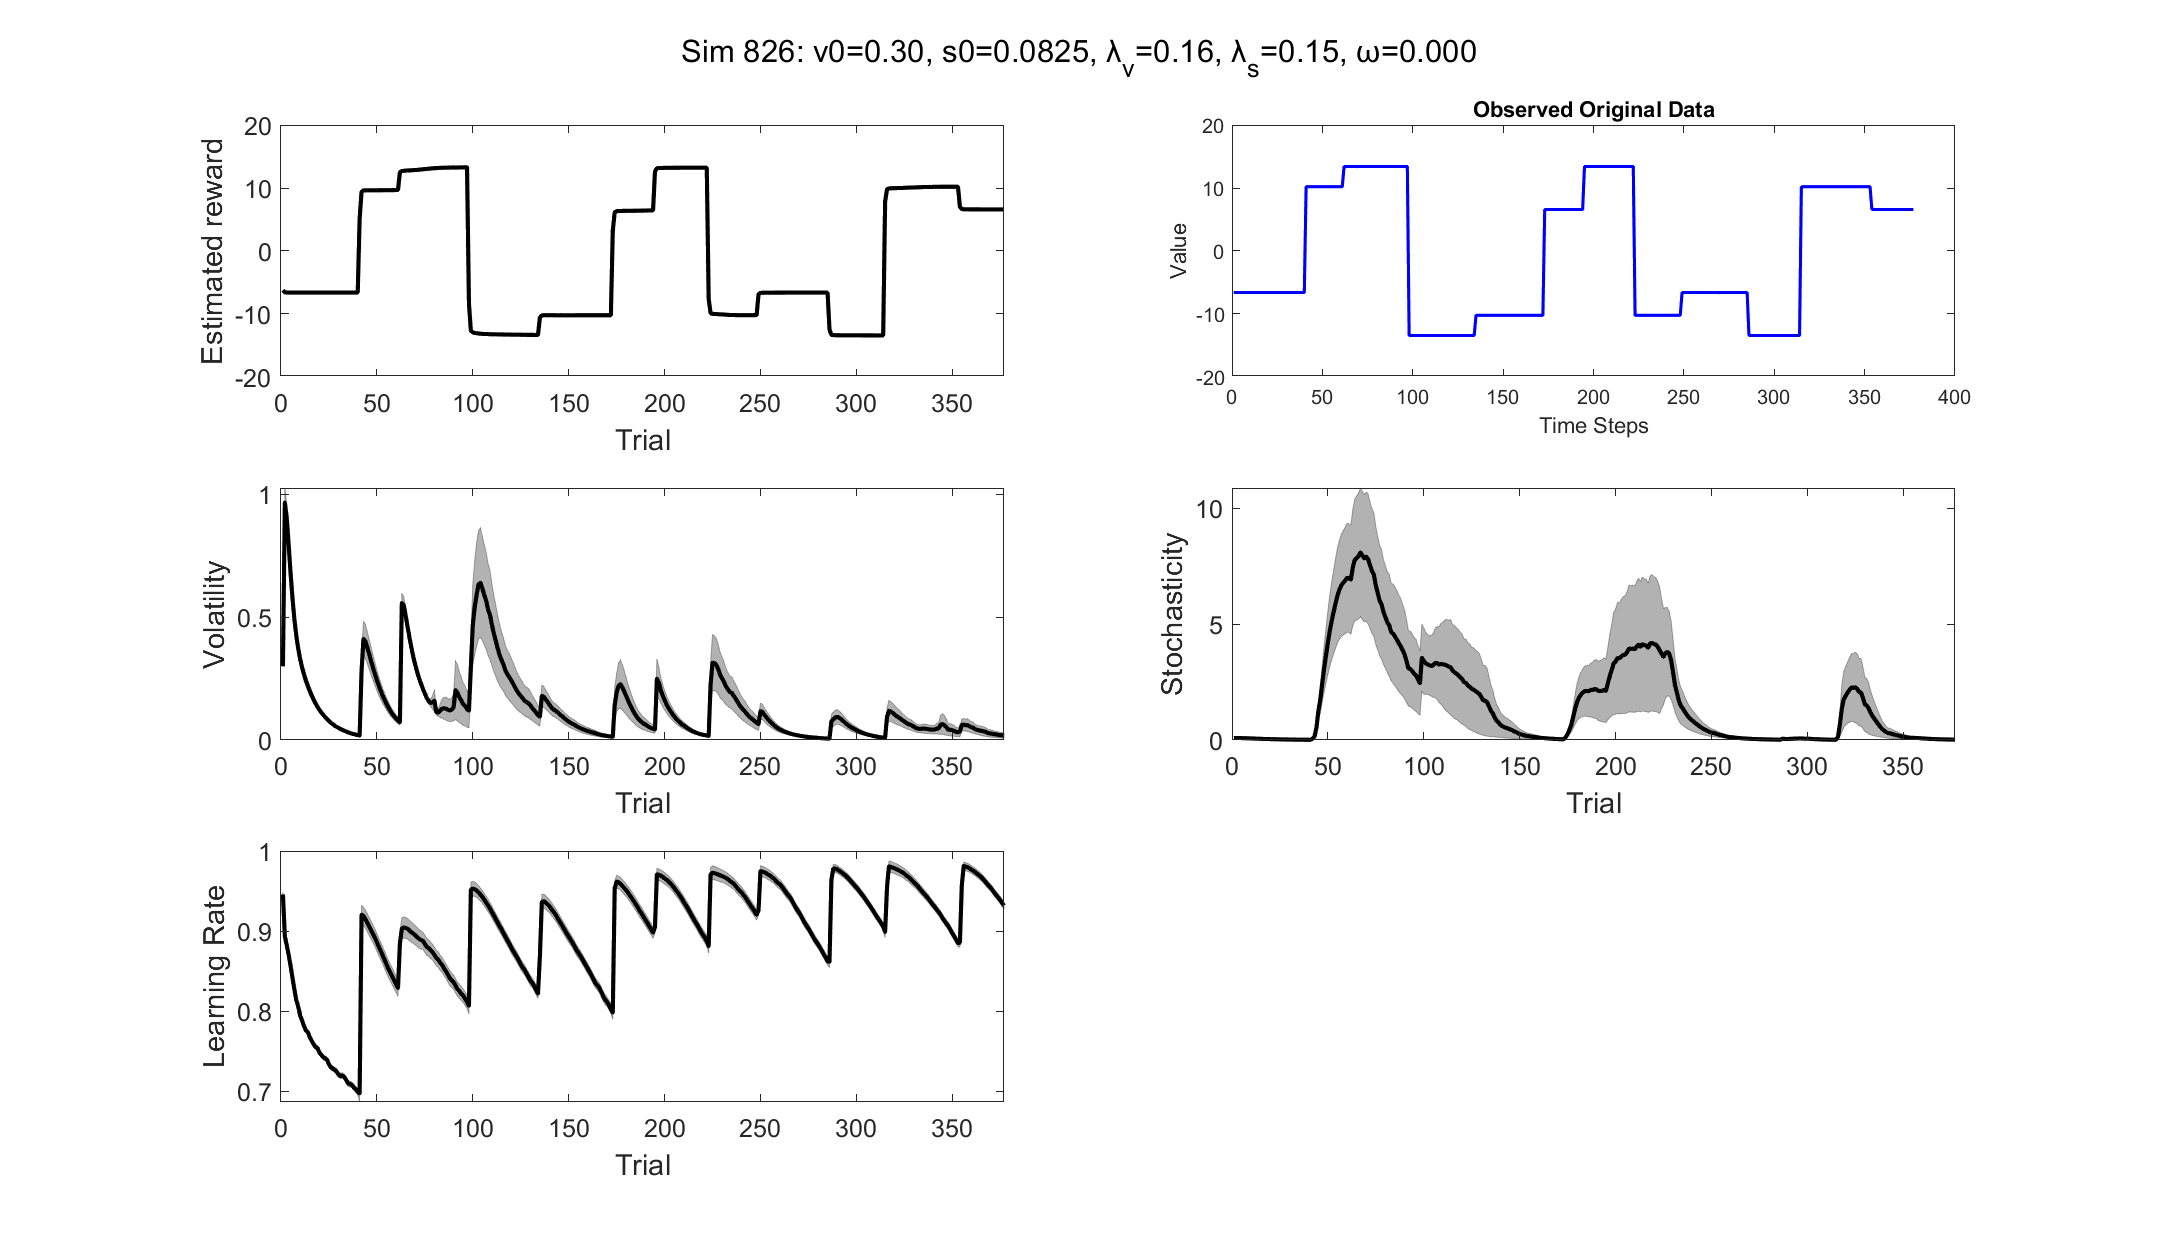 Sim 826: v0=0.30, s0=0.0825, λv=0.16, λs=0.15, ω=0.000
Estimated reward
20
10
0
-10
-20
0 50 100 150 200 250 300 350
Trial
Observed Original Data
Value
20
10
0
-10
-20
0 50 100 150 200 250 300 350 400
Time Steps
Volatility
1
0.5
0
0 50 100 150 200 250 300 350
Trial
Stochasticity
10
5
0
0 50 100 150 200 250 300 350
Trial
Learning Rate
1
0.9
0.8
0.7
0 50 100 150 200 250 300 350
Trial